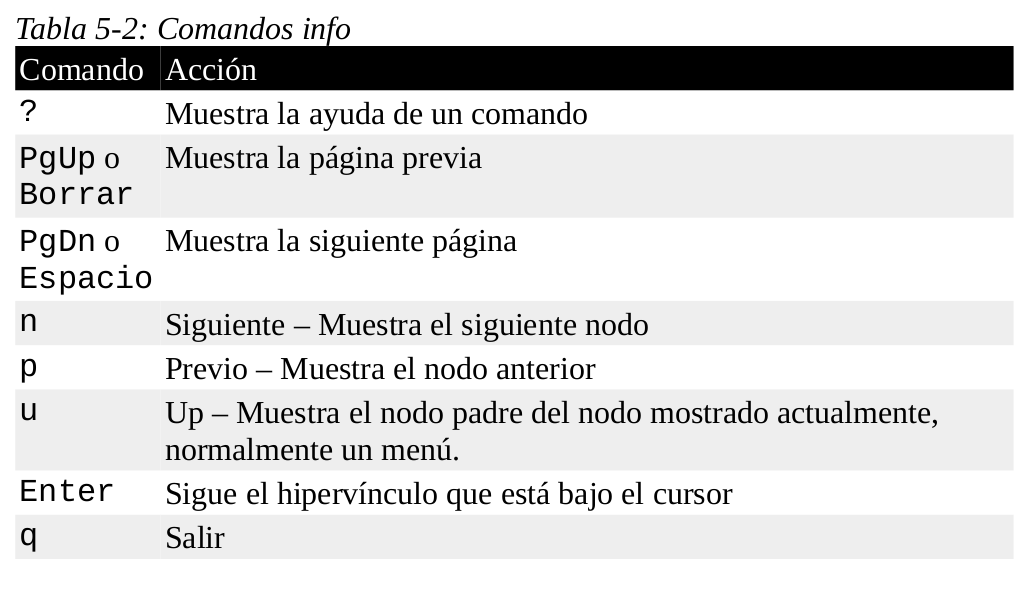 Tabla 5-2: Comandos info
Comando Acción
? Muestra la ayuda de un comando
PgUp o Muestra la página previa
Borrar
PgDn o Muestra la siguiente página
Espacio
n Siguiente – Muestra el siguiente nodo
p Previo – Muestra el nodo anterior
u Up – Muestra el nodo padre del nodo mostrado actualmente,
normalmente un menú.
Enter Sigue el hipervínculo que está bajo el cursor
q Salir